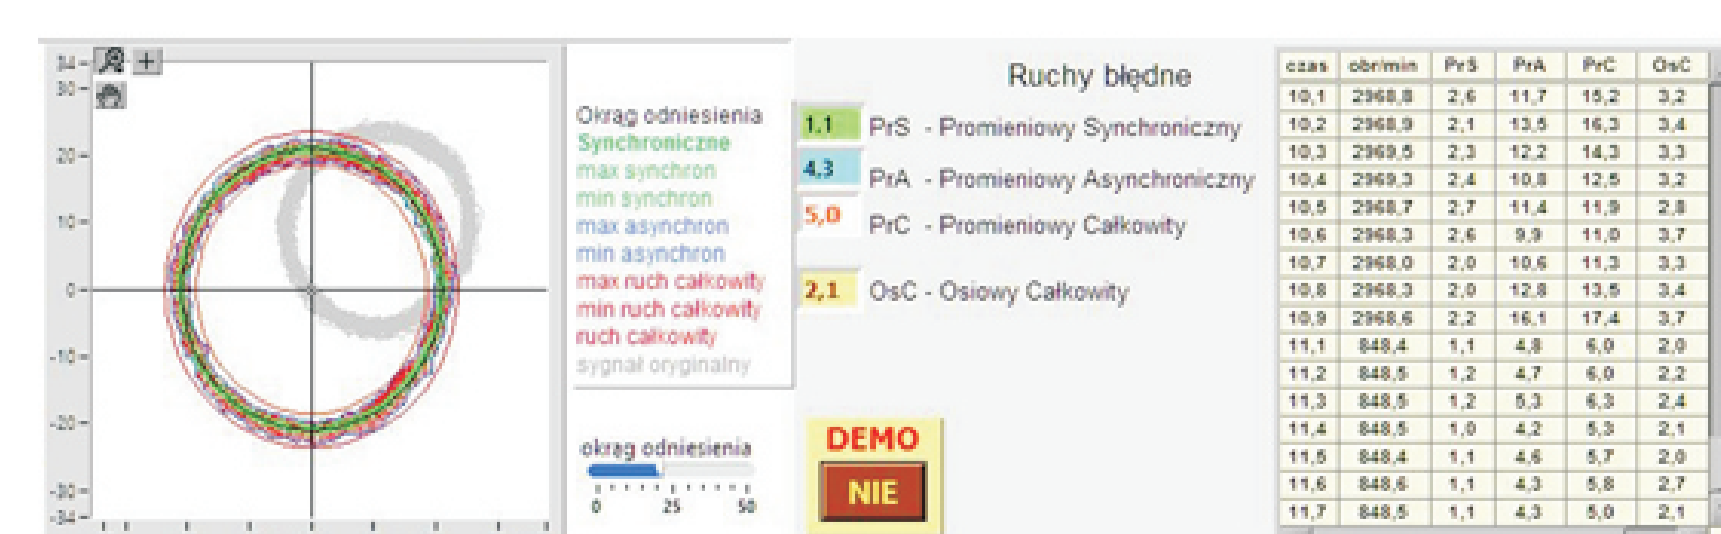 34
30
20
10
0
-10
-20
-30
-34
Okrąg odniesienia
Synchroniczne
max synchron
min synchron
max asynchron
min asynchron
max ruch całkowity
min ruch całkowity
ruch całkowity
sygnał oryginalny
okrąg odniesienia
0 25 50
Ruchy błędne
1.1 PrS - Promieniowy Synchroniczny
4,3 PrA - Promieniowy Asynchroniczny
5,0 PrC - Promieniowy Całkowity
2,1 OsC - Osiowy Całkowity
DEMO
NIE
czas obr/min PrS PrA PrC OsC
10,1 2968,8 2,6 11,7 15,2 3,2
10,2 2968,9 2,1 13,5 16,3 3,4
10,3 2969,5 2,3 12,2 14,3 3,3
10,4 2969,3 2,4 10,8 12,5 3,2
10,5 2968,7 2,7 11,4 11,9 2,8
10,6 2968,3 2,6 9,9 11,0 3,7
10,7 2968,0 2,0 10,6 11,3 3,3
10,8 2968,3 2,0 12,8 13,5 3,4
10,9 2968,6 2,2 16,1 17,4 3,7
11,1 848,4 1,1 4,8 6,0 2,0
11,2 848,5 1,2 4,7 6,0 2,2
11,3 848,5 1,2 5,3 6,3 2,4
11,4 848,5 1,0 4,2 5,3 2,1
11,5 848,4 1,1 4,6 5,7 2,0
11,6 848,6 1,1 4,3 5,8 2,7
11,7 848,5 1,1 4,3 5,0 2,1